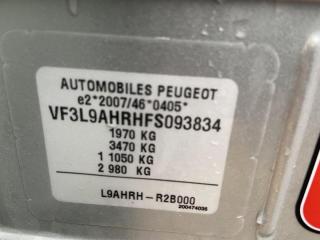 AUTOMOBILES PEUGEOT
e2*2007/46*0405*
VF3L9AHRHFS093834
1970 KG
3470 KG
1 1050 KG
2 980 KG
L9AHRH-R2B000
200474036